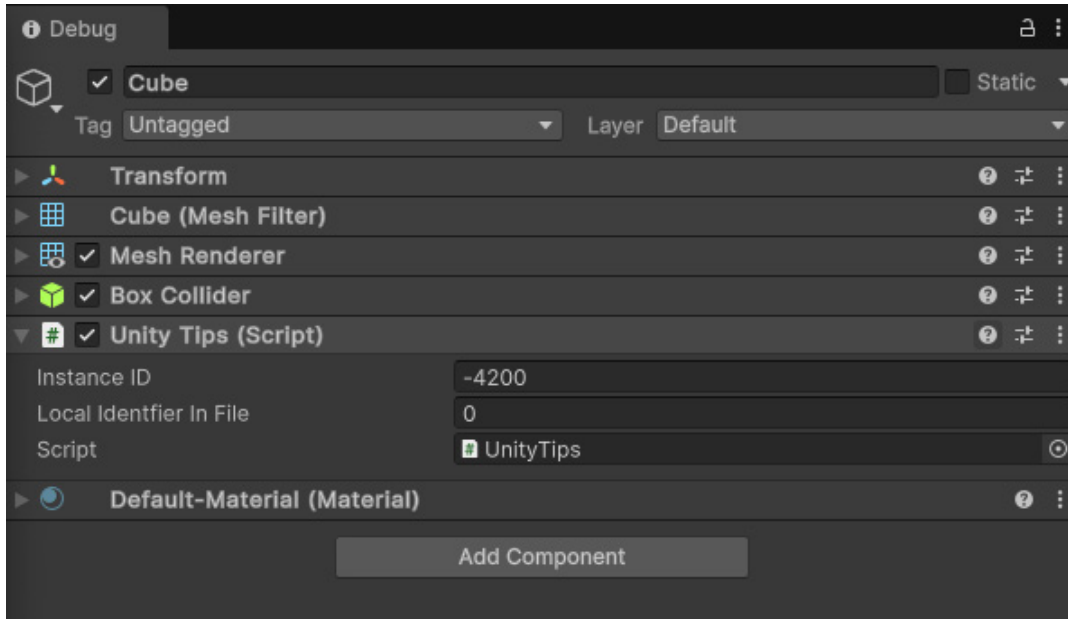 Debug
Cube Static
Tag Untagged Layer Default
Transform
Cube (Mesh Filter)
Mesh Renderer
Box Collider
# Unity Tips (Script)
Instance ID -4200
Local Identfier In File 0
Script # UnityTips
Default-Material (Material)
Add Component